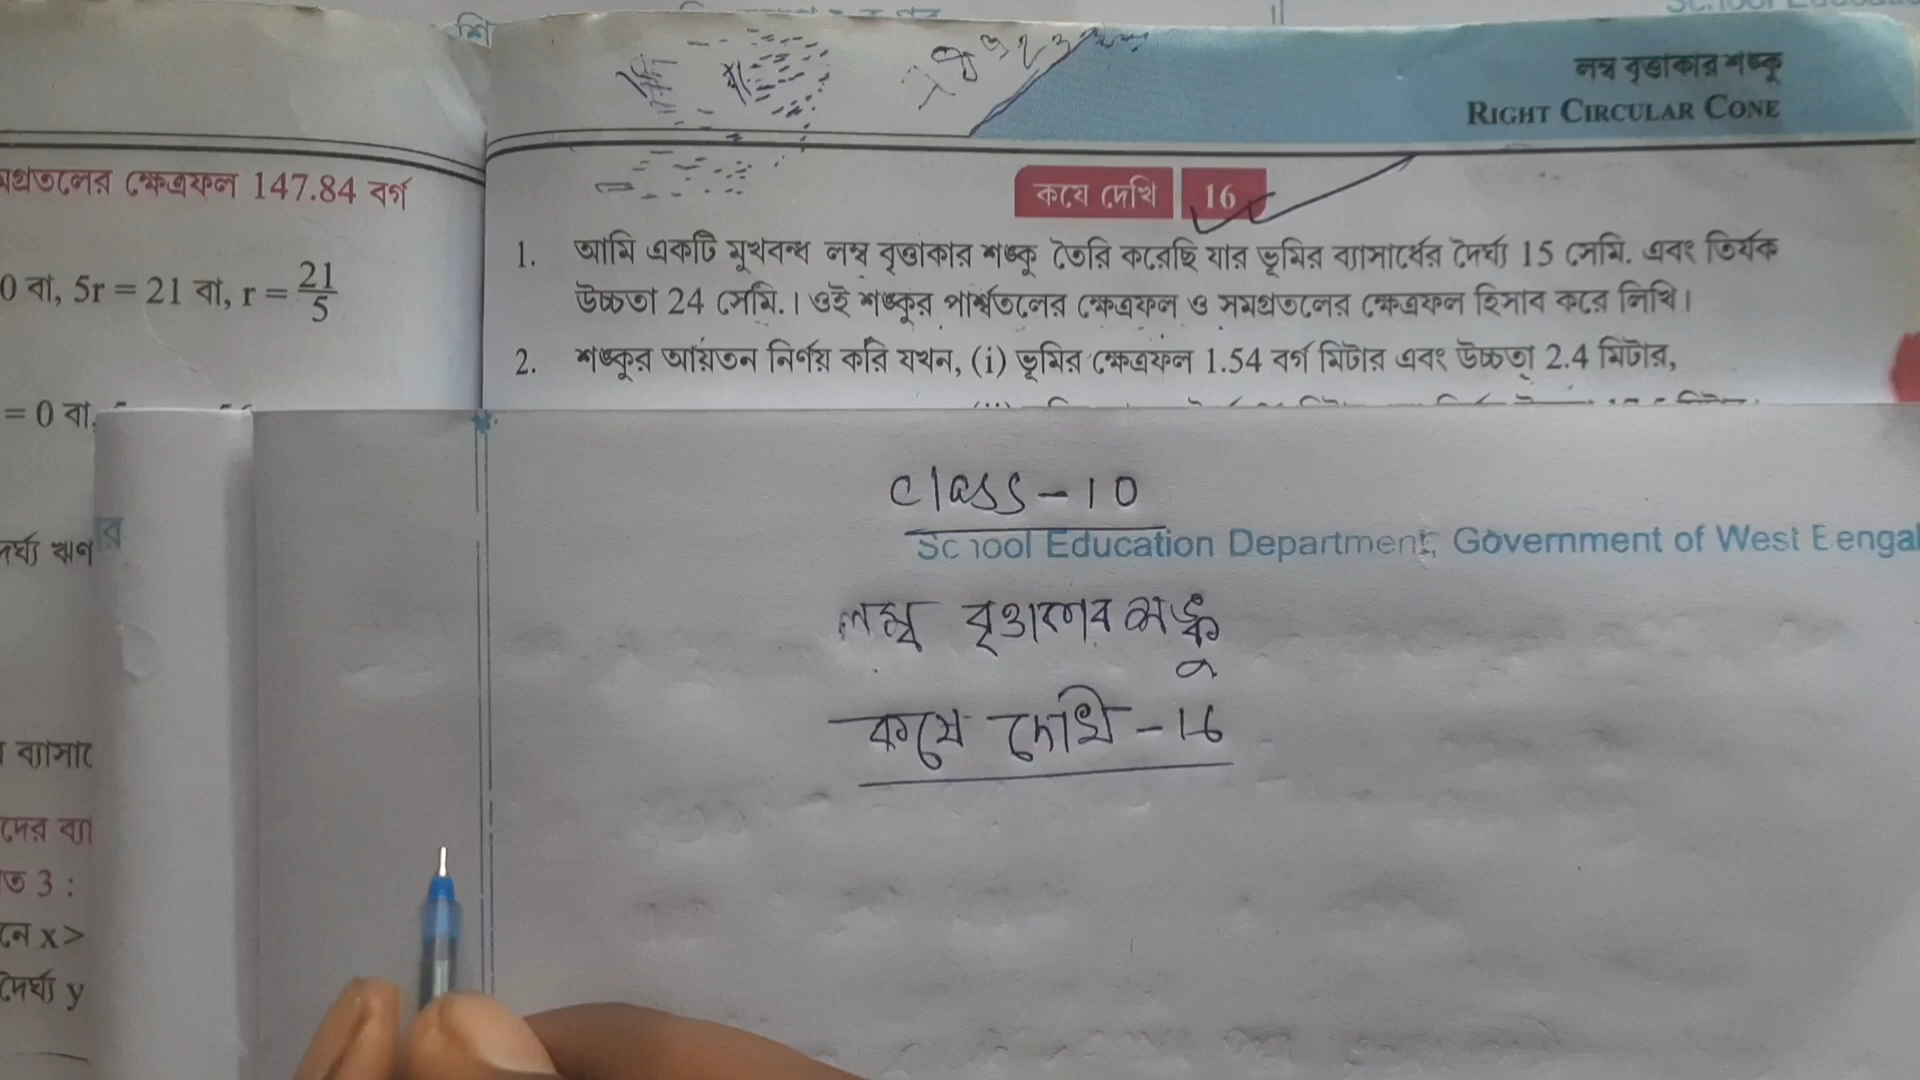 লম্ব বৃত্তাকার শঙ্কু
RIGHT CIRCULAR CONE
মগ্রতলের ক্ষেত্রফল 147.84 বর্গ
0 বা, 5r = 21 বা, r = 21/5
= 0 বা,
দর্ঘ্য ঋণ
ব্যাসার্ধে
দের ব্যা
ত 3 :
নে x>
দৈর্ঘ্য y
কষে দেখি 16
1. আমি একটি মুখবন্ধ লম্ব বৃত্তাকার শঙ্কু তৈরি করেছি যার ভূমির ব্যাসার্ধের দৈর্ঘ্য 15 সেমি. এবং তির্যক
উচ্চতা 24 সেমি.। ওই শঙ্কুর পার্শ্বতলের ক্ষেত্রফল ও সমগ্রতলের ক্ষেত্রফল হিসাব করে লিখি।
2. শঙ্কুর আয়তন নির্ণয় করি যখন, (i) ভূমির ক্ষেত্রফল 1.54 বর্গ মিটার এবং উচ্চতা 2.4 মিটার,
Class - 10
School Education Department, Government of West Bengal
লম্ব বৃত্তাকার শঙ্কু
কষে দেখি - 16